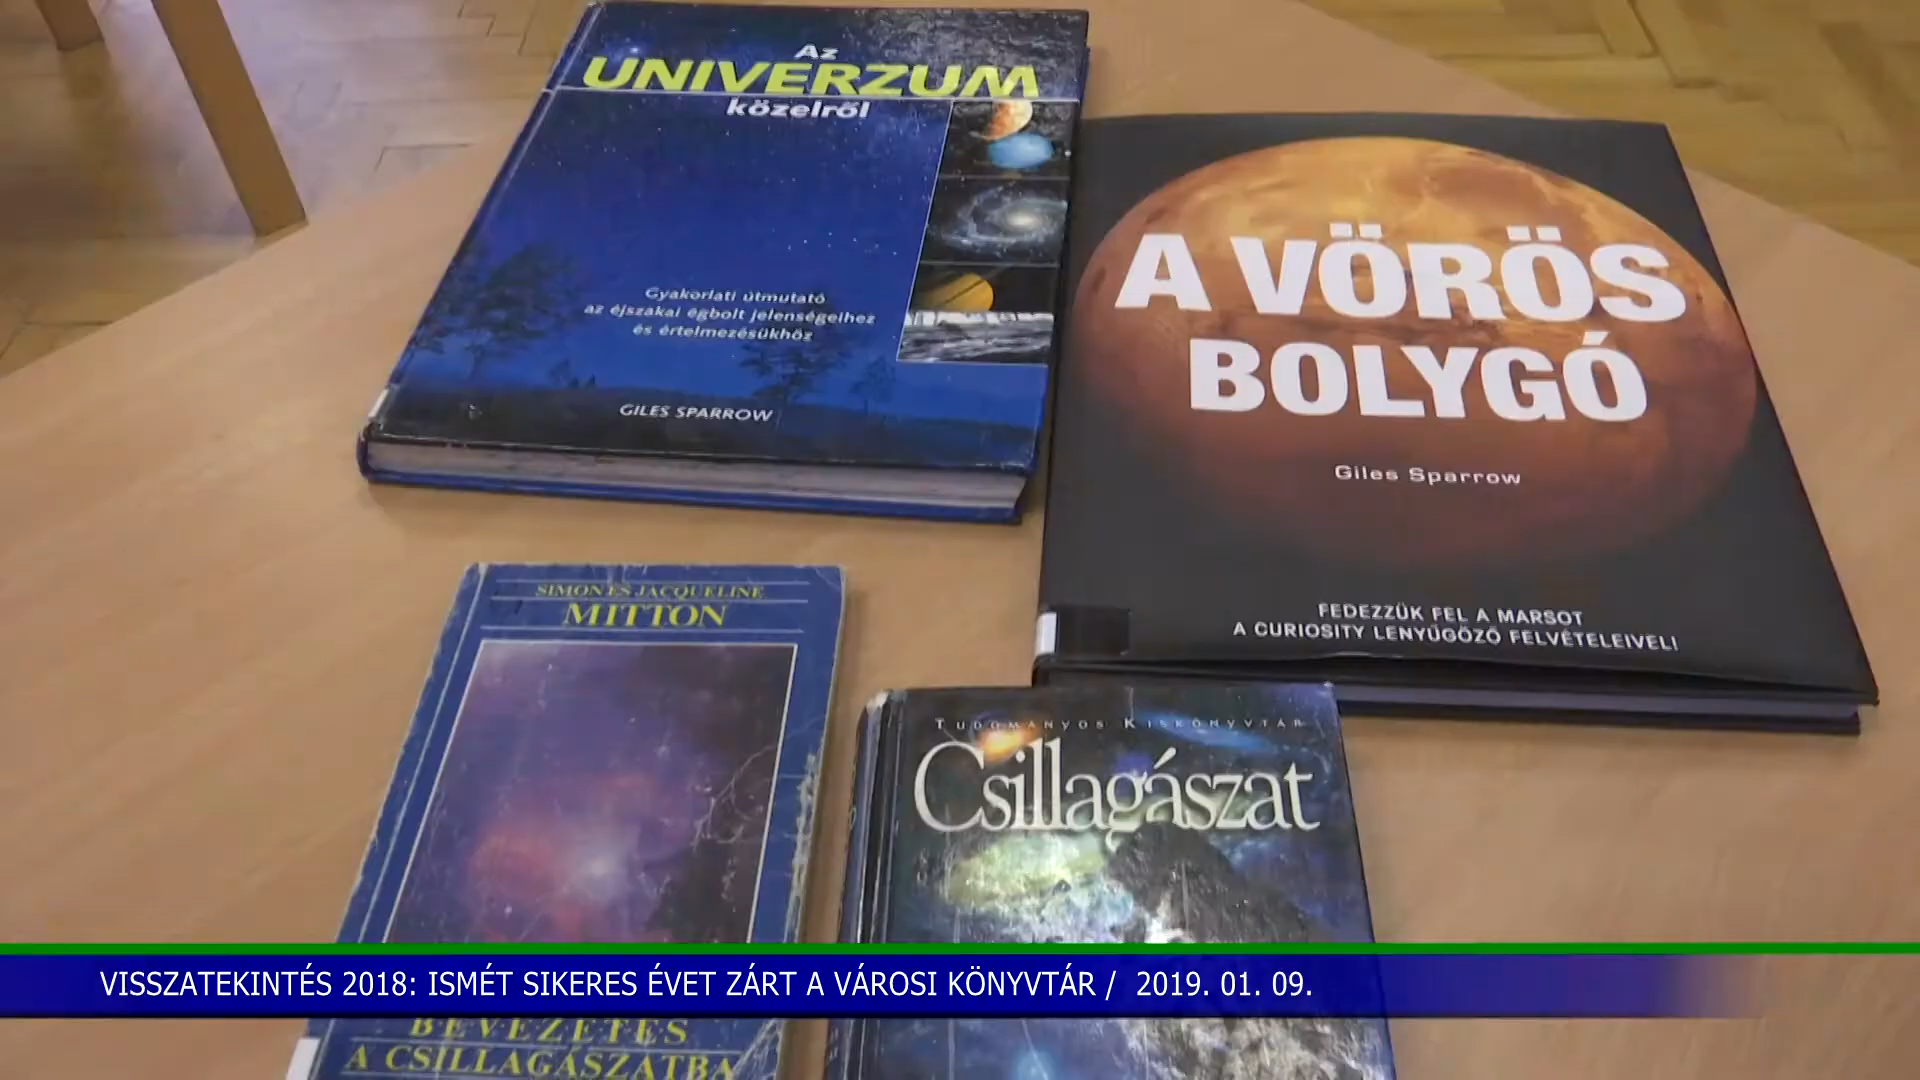 Az
UNIVERZUM
közelről
Gyakorlati útmutató
az éjszakai égbolt jelenségeihez
és értelmezésükhöz
GILES SPARROW
A VÖRÖS
BOLYGÓ
Giles Sparrow
FEDEZZÜK FEL A MARSOT
A CURIOSITY LENYŰGÖZŐ FELVÉTELEIVEL!
SIMON ÉS JACQUELINE
MITTON
TUDOMÁNYOS KISKÖNYVTÁR
Csillagászat
VISSZATEKINTÉS 2018: ISMÉT SIKERES ÉVET ZÁRT A VÁROSI KÖNYVTÁR / 2019. 01. 09.
BEVEZETÉS
A CSILLAGÁSZATBA